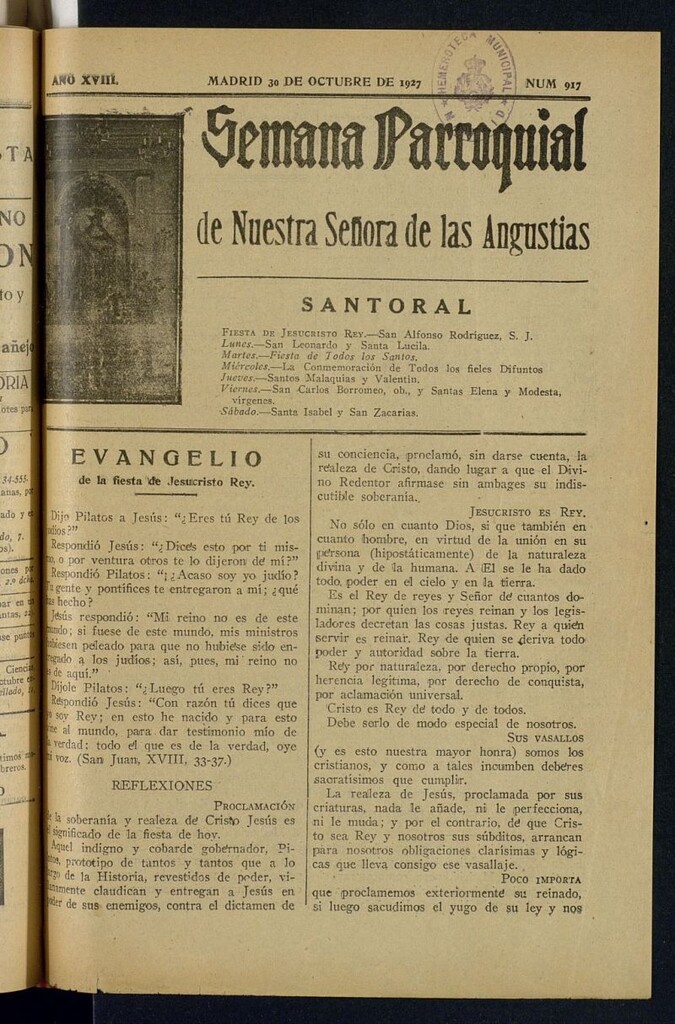 AÑO XVIII.
MADRID 30 DE OCTUBRE DE 1927
NUM 917
HEMEROTECA MUNICIPAL
Semana Parroquial
de Nuestra Señora de las Angustias
SANTORAL
FIESTA DE JESUCRISTO REY.—San Alfonso Rodríguez, S. J.
Lunes.—San Leonardo y Santa Lucila.
Martes.—Fiesta de Todos los Santos.
Miércoles.—La Conmemoración de Todos los fieles Difuntos
Jueves.—Santos Malaquías y Valentín.
Viernes.—San Carlos Borromeo, ob., y Santas Elena y Modesta,
vírgenes.
Sábado.—Santa Isabel y San Zacarías.
EVANGELIO
de la fiesta de Jesucristo Rey.
Dijo Pilatos a Jesús: "¿Eres tú Rey de los
judíos?"
Respondió Jesús: "¿Dices esto por ti mis-
mo, o por ventura otros te lo dijeron de mí?"
Respondió Pilatos: "¡¿Acaso soy yo judío?
Tu gente y pontífices te entregaron a mí; ¿qué
has hecho?
Jesús respondió: "Mi reino no es de este
mundo; si fuese de este mundo, mis ministros
hubiesen peleado para que no hubiese sido en-
tregado a los judíos; así, pues, mi reino no
es de aquí."
Díjole Pilatos: "¿Luego tú eres Rey?"
Respondió Jesús: "Con razón tú dices que
yo soy Rey; en esto he nacido y para esto
vine al mundo, para dar testimonio mío de
la verdad: todo el que es de la verdad, oye
mi voz. (San Juan, XVIII, 33-37.)
REFLEXIONES
PROCLAMACIÓN
de la soberanía y realeza de Cristo Jesús es
el significado de la fiesta de hoy.
Aquel indigno y cobarde gobernador, Pi-
latos, prototipo de tantos y tantos que a lo
largo de la Historia, revestidos de poder, vi-
llanamente claudican y entregan a Jesús en
poder de sus enemigos, contra el dictamen de
su conciencia, proclamó, sin darse cuenta, la
realeza de Cristo, dando lugar a que el Divi-
no Redentor afirmase sin ambages su indis-
cutible soberanía.
JESUCRISTO ES REY.
No sólo en cuanto Dios, si que también en
cuanto hombre, en virtud de la unión en su
persona (hipostáticamente) de la naturaleza
divina y de la humana. A El se le ha dado
todo poder en el cielo y en la tierra.
Es el Rey de reyes y Señor de cuantos do-
minan; por quien los reyes reinan y los legis-
ladores decretan las cosas justas. Rey a quien
servir es reinar. Rey de quien se deriva todo
poder y autoridad sobre la tierra.
Rey por naturaleza, por derecho propio, por
herencia legítima, por derecho de conquista,
por aclamación universal.
Cristo es Rey de todo y de todos.
Debe serlo de modo especial de nosotros.
SUS VASALLOS
(y es esto nuestra mayor honra) somos los
cristianos, y como a tales incumben deberes
sacratísimos que cumplir.
La realeza de Jesús, proclamada por sus
criaturas, nada le añade, ni le perfecciona,
ni le muda; y por el contrario, de que Cris-
to sea Rey y nosotros sus súbditos, arrancan
para nosotros obligaciones clarísimas y lógi-
cas que lleva consigo ese vasallaje.
POCO IMPORTA
que proclamemos exteriormente su reinado,
si luego sacudimos el yugo de su ley y nos